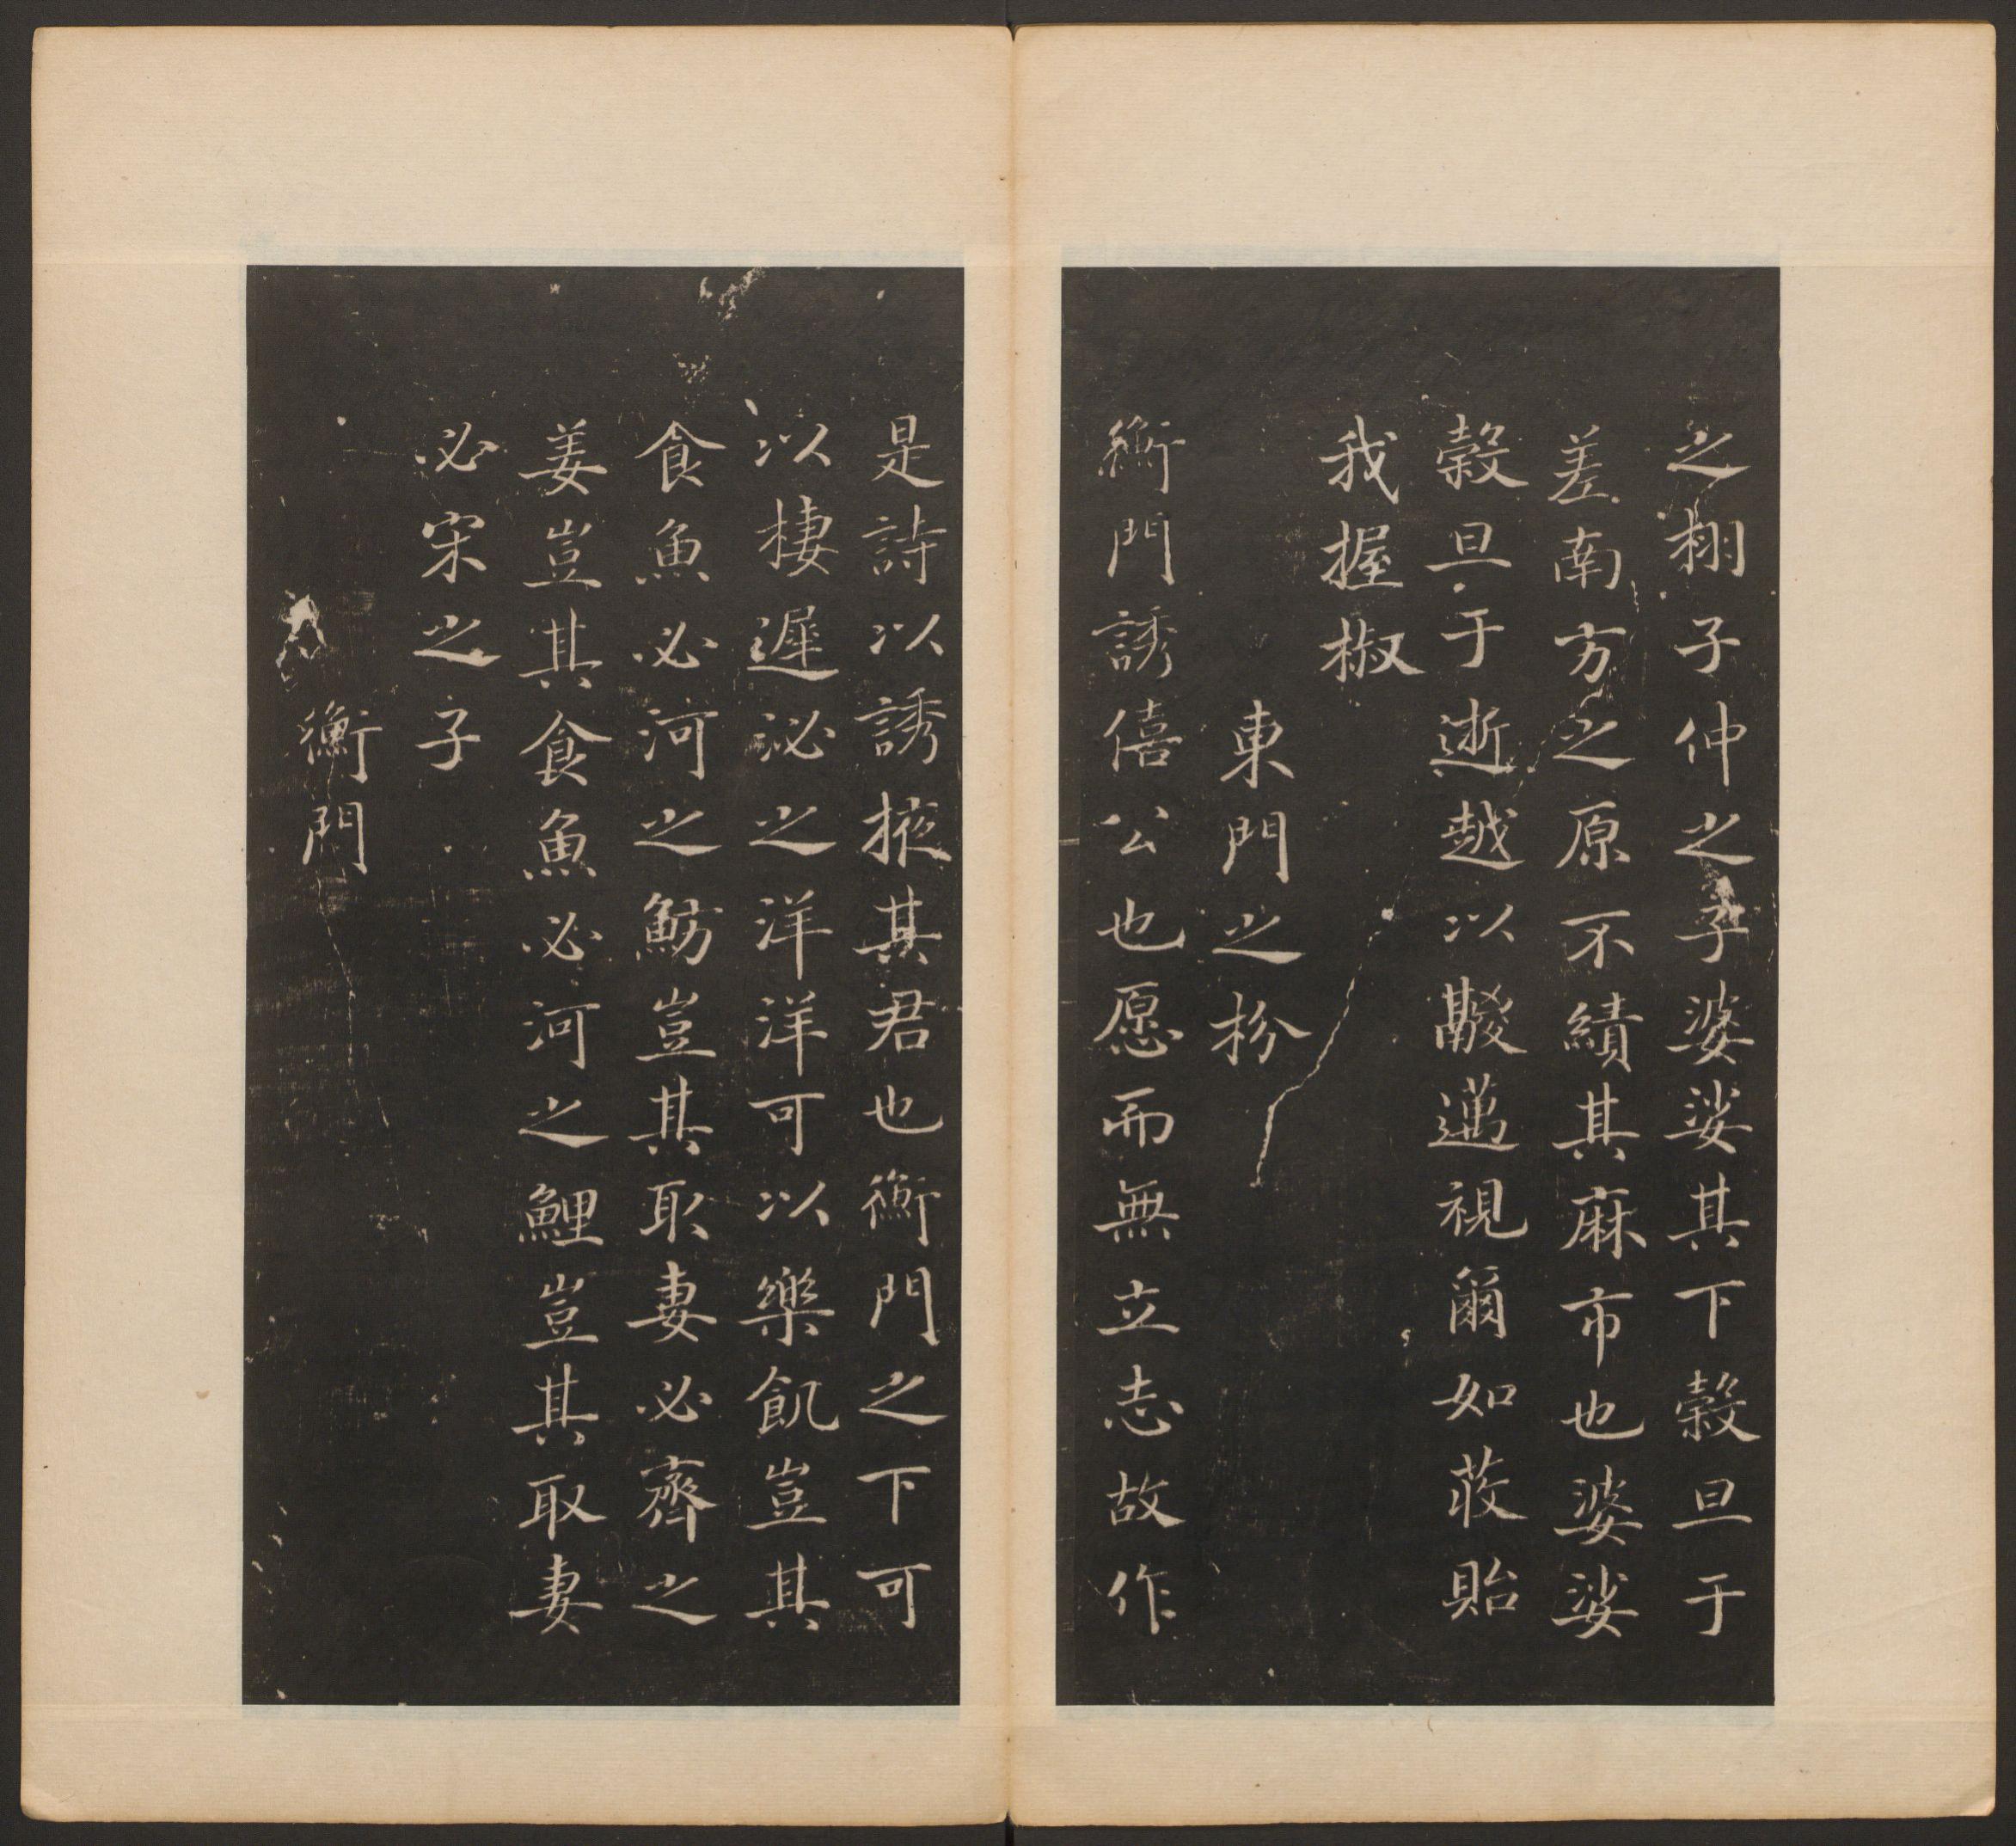 之栩子仲之子婆娑其下榖旦于
差南方之原不績其麻市也婆娑
榖旦于逝越以鬷邁視爾如荍貽
我握椒
東門之枌
衡門誘僖公也愿而無立志故作
是詩以誘掖其君也衡門之下可
以棲遲泌之洋洋可以樂飢豈其
食魚必河之魴豈其取妻必齊之
姜豈其食魚必河之鯉豈其取妻
必宋之子
衡門